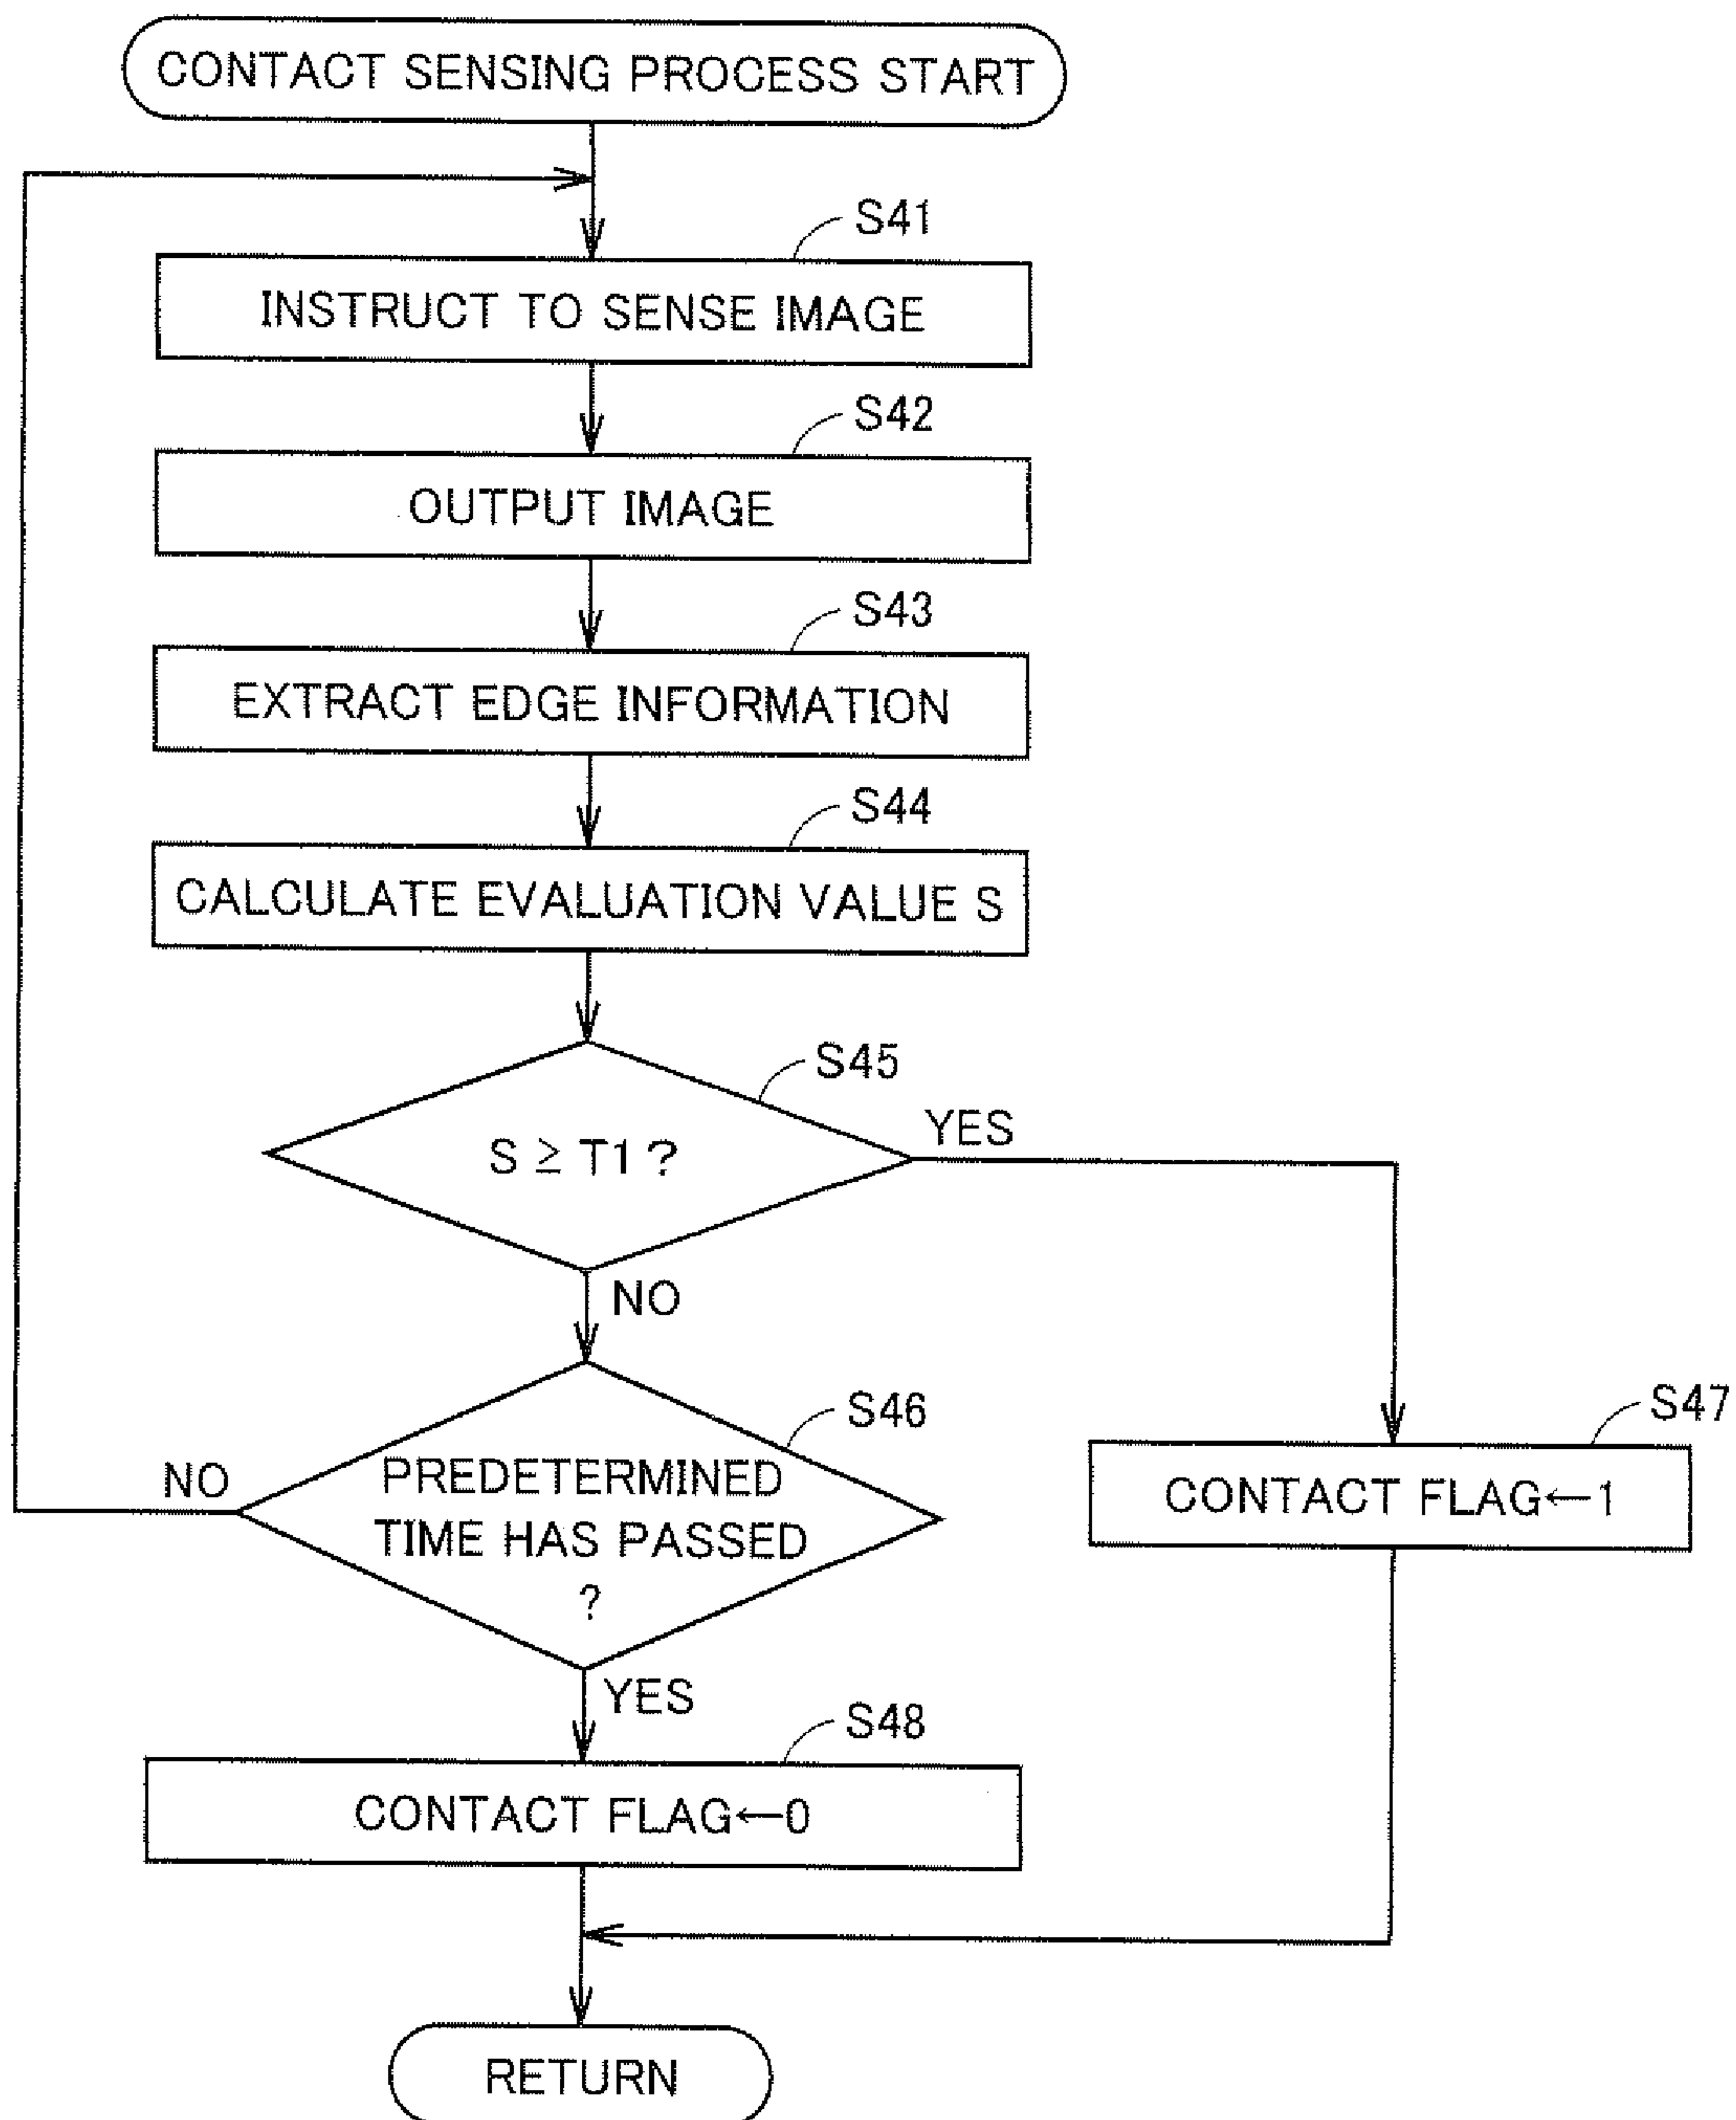 CONTACT SENSING PROCESS START
S41
INSTRUCT TO SENSE IMAGE
S42
OUTPUT IMAGE
S43
EXTRACT EDGE INFORMATION
S44
CALCULATE EVALUATION VALUE S
S45
S ≥ T1 ?
YES
NO
S46
PREDETERMINED
TIME HAS PASSED
?
NO
YES
S47
CONTACT FLAG←1
S48
CONTACT FLAG←0
RETURN